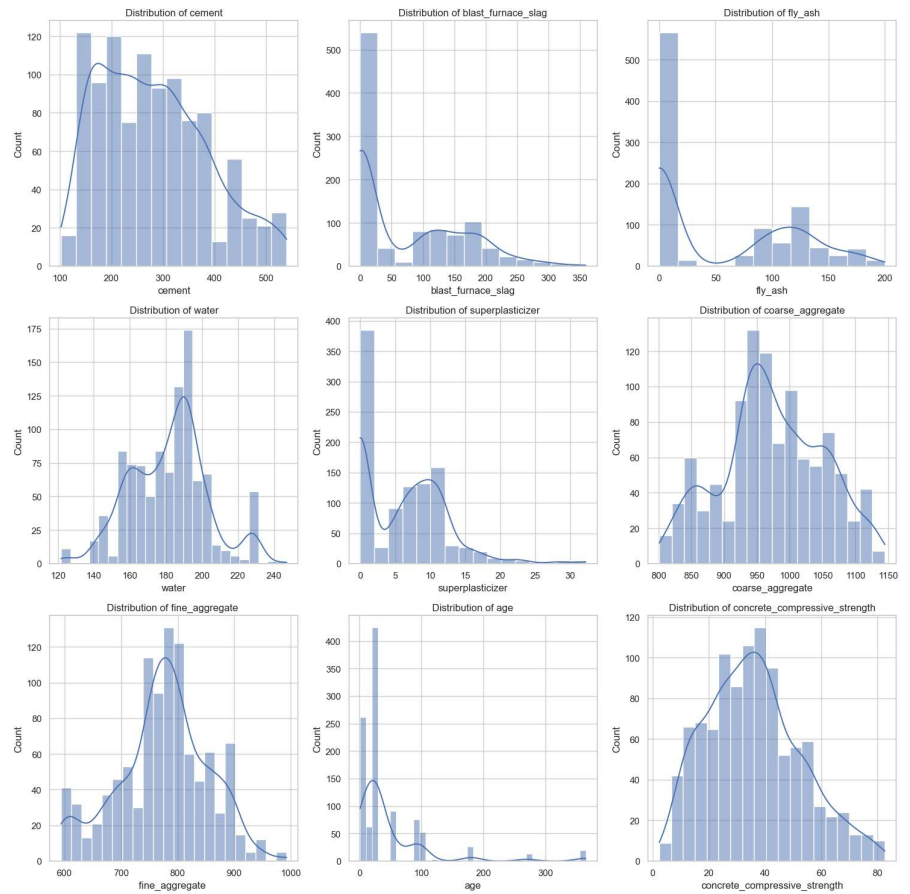 Distribution of cement
Distribution of blast_furnace_slag
Distribution of fly_ash
120
100
80
60
40
20
0
Count
100 200 300 400 500
cement
500
400
300
200
100
0
Count
0 50 100 150 200 250 300 350
blast_furnace_slag
500
400
300
200
100
0
Count
0 50 100 150 200
fly_ash
Distribution of water
Distribution of superplasticizer
Distribution of coarse_aggregate
175
150
125
100
75
50
25
0
Count
120 140 160 180 200 220 240
water
400
350
300
250
200
150
100
50
0
Count
0 5 10 15 20 25 30
superplasticizer
120
100
80
60
40
20
0
Count
800 850 900 950 1000 1050 1100 1150
coarse_aggregate
Distribution of fine_aggregate
Distribution of age
Distribution of concrete_compressive_strength
120
100
80
60
40
20
0
Count
600 700 800 900 1000
fine_aggregate
400
350
300
250
200
150
100
50
0
Count
0 100 200 300
age
120
100
80
60
40
20
0
Count
0 20 40 60 80
concrete_compressive_strength